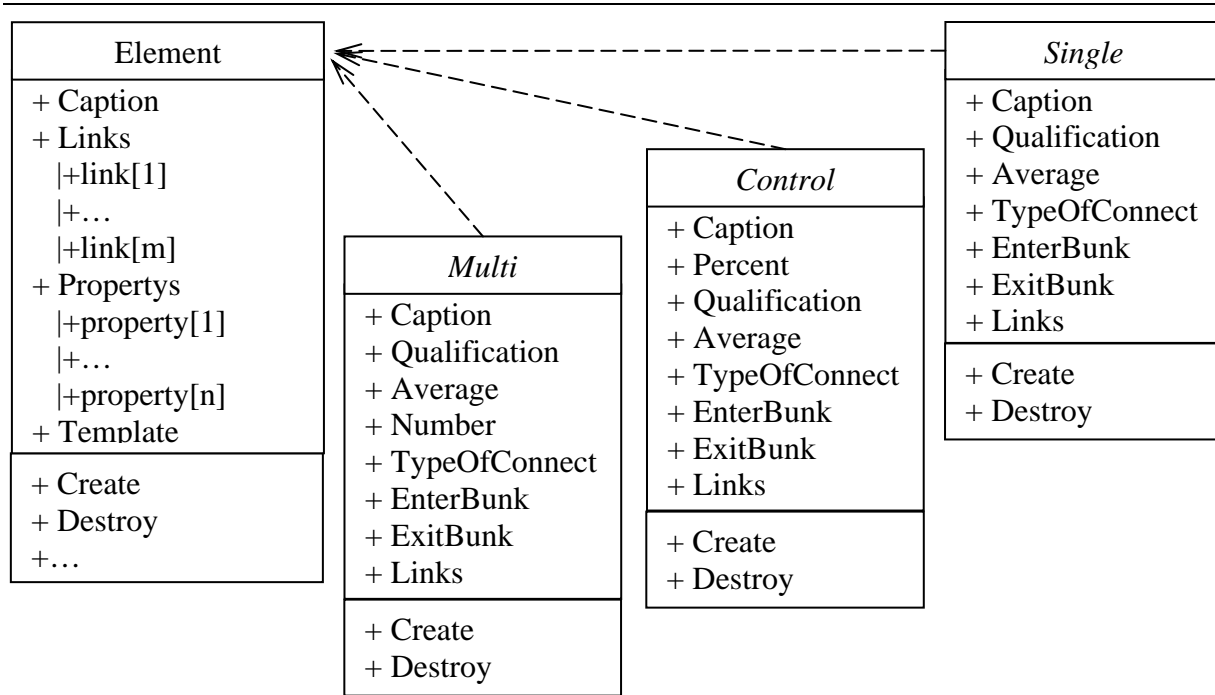 Element
+ Caption
+ Links
|+link[1]
|+…
|+link[m]
+ Propertys
|+property[1]
|+…
|+property[n]
+ Template
+ Create
+ Destroy
+…
Multi
+ Caption
+ Qualification
+ Average
+ Number
+ TypeOfConnect
+ EnterBunk
+ ExitBunk
+ Links
+ Create
+ Destroy
Control
+ Caption
+ Percent
+ Qualification
+ Average
+ TypeOfConnect
+ EnterBunk
+ ExitBunk
+ Links
+ Create
+ Destroy
Single
+ Caption
+ Qualification
+ Average
+ TypeOfConnect
+ EnterBunk
+ ExitBunk
+ Links
+ Create
+ Destroy